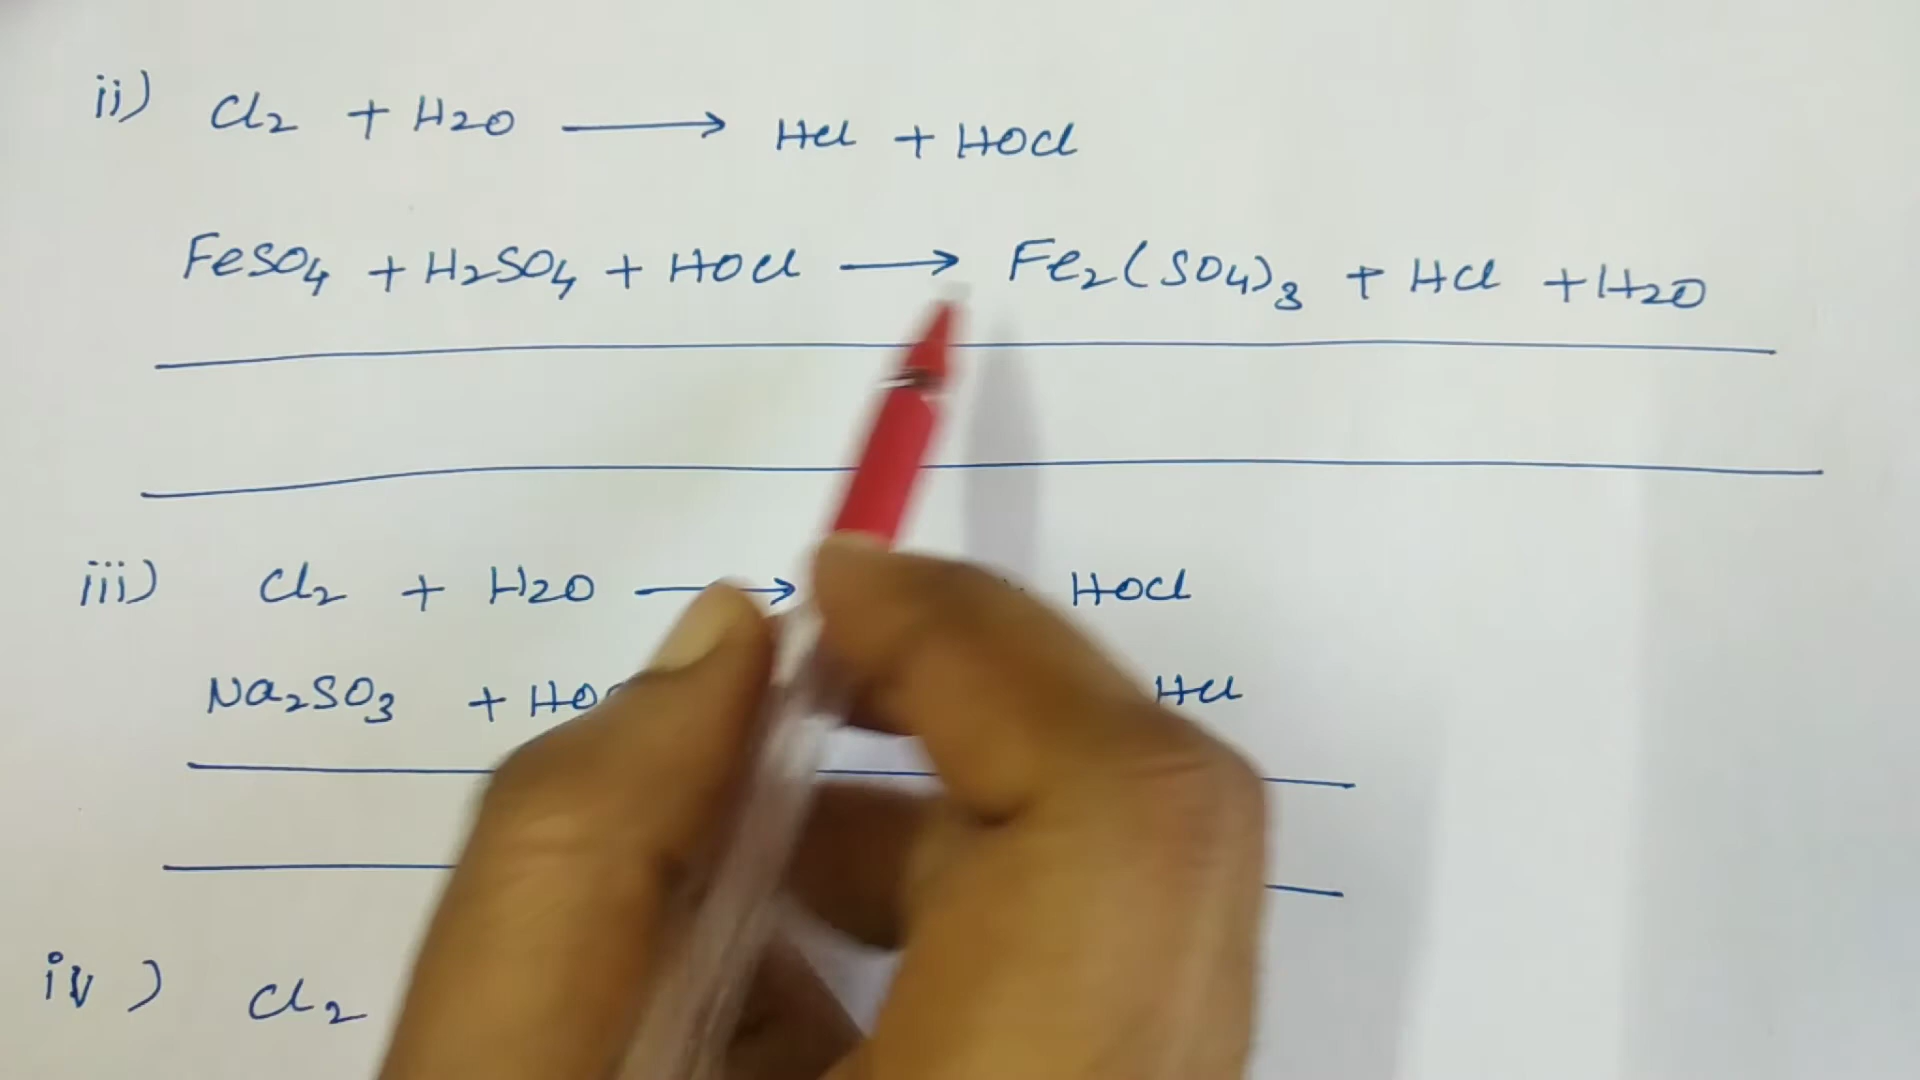 ii) Cl2 + H2O ⟶ HCl + HOCl
FeSO4 + H2SO4 + HOCl ⟶ Fe2(SO4)3 + HCl + H2O
iii) Cl2 + H2O ⟶ HOCl
Na2SO3 + HO HCl
iv) Cl2